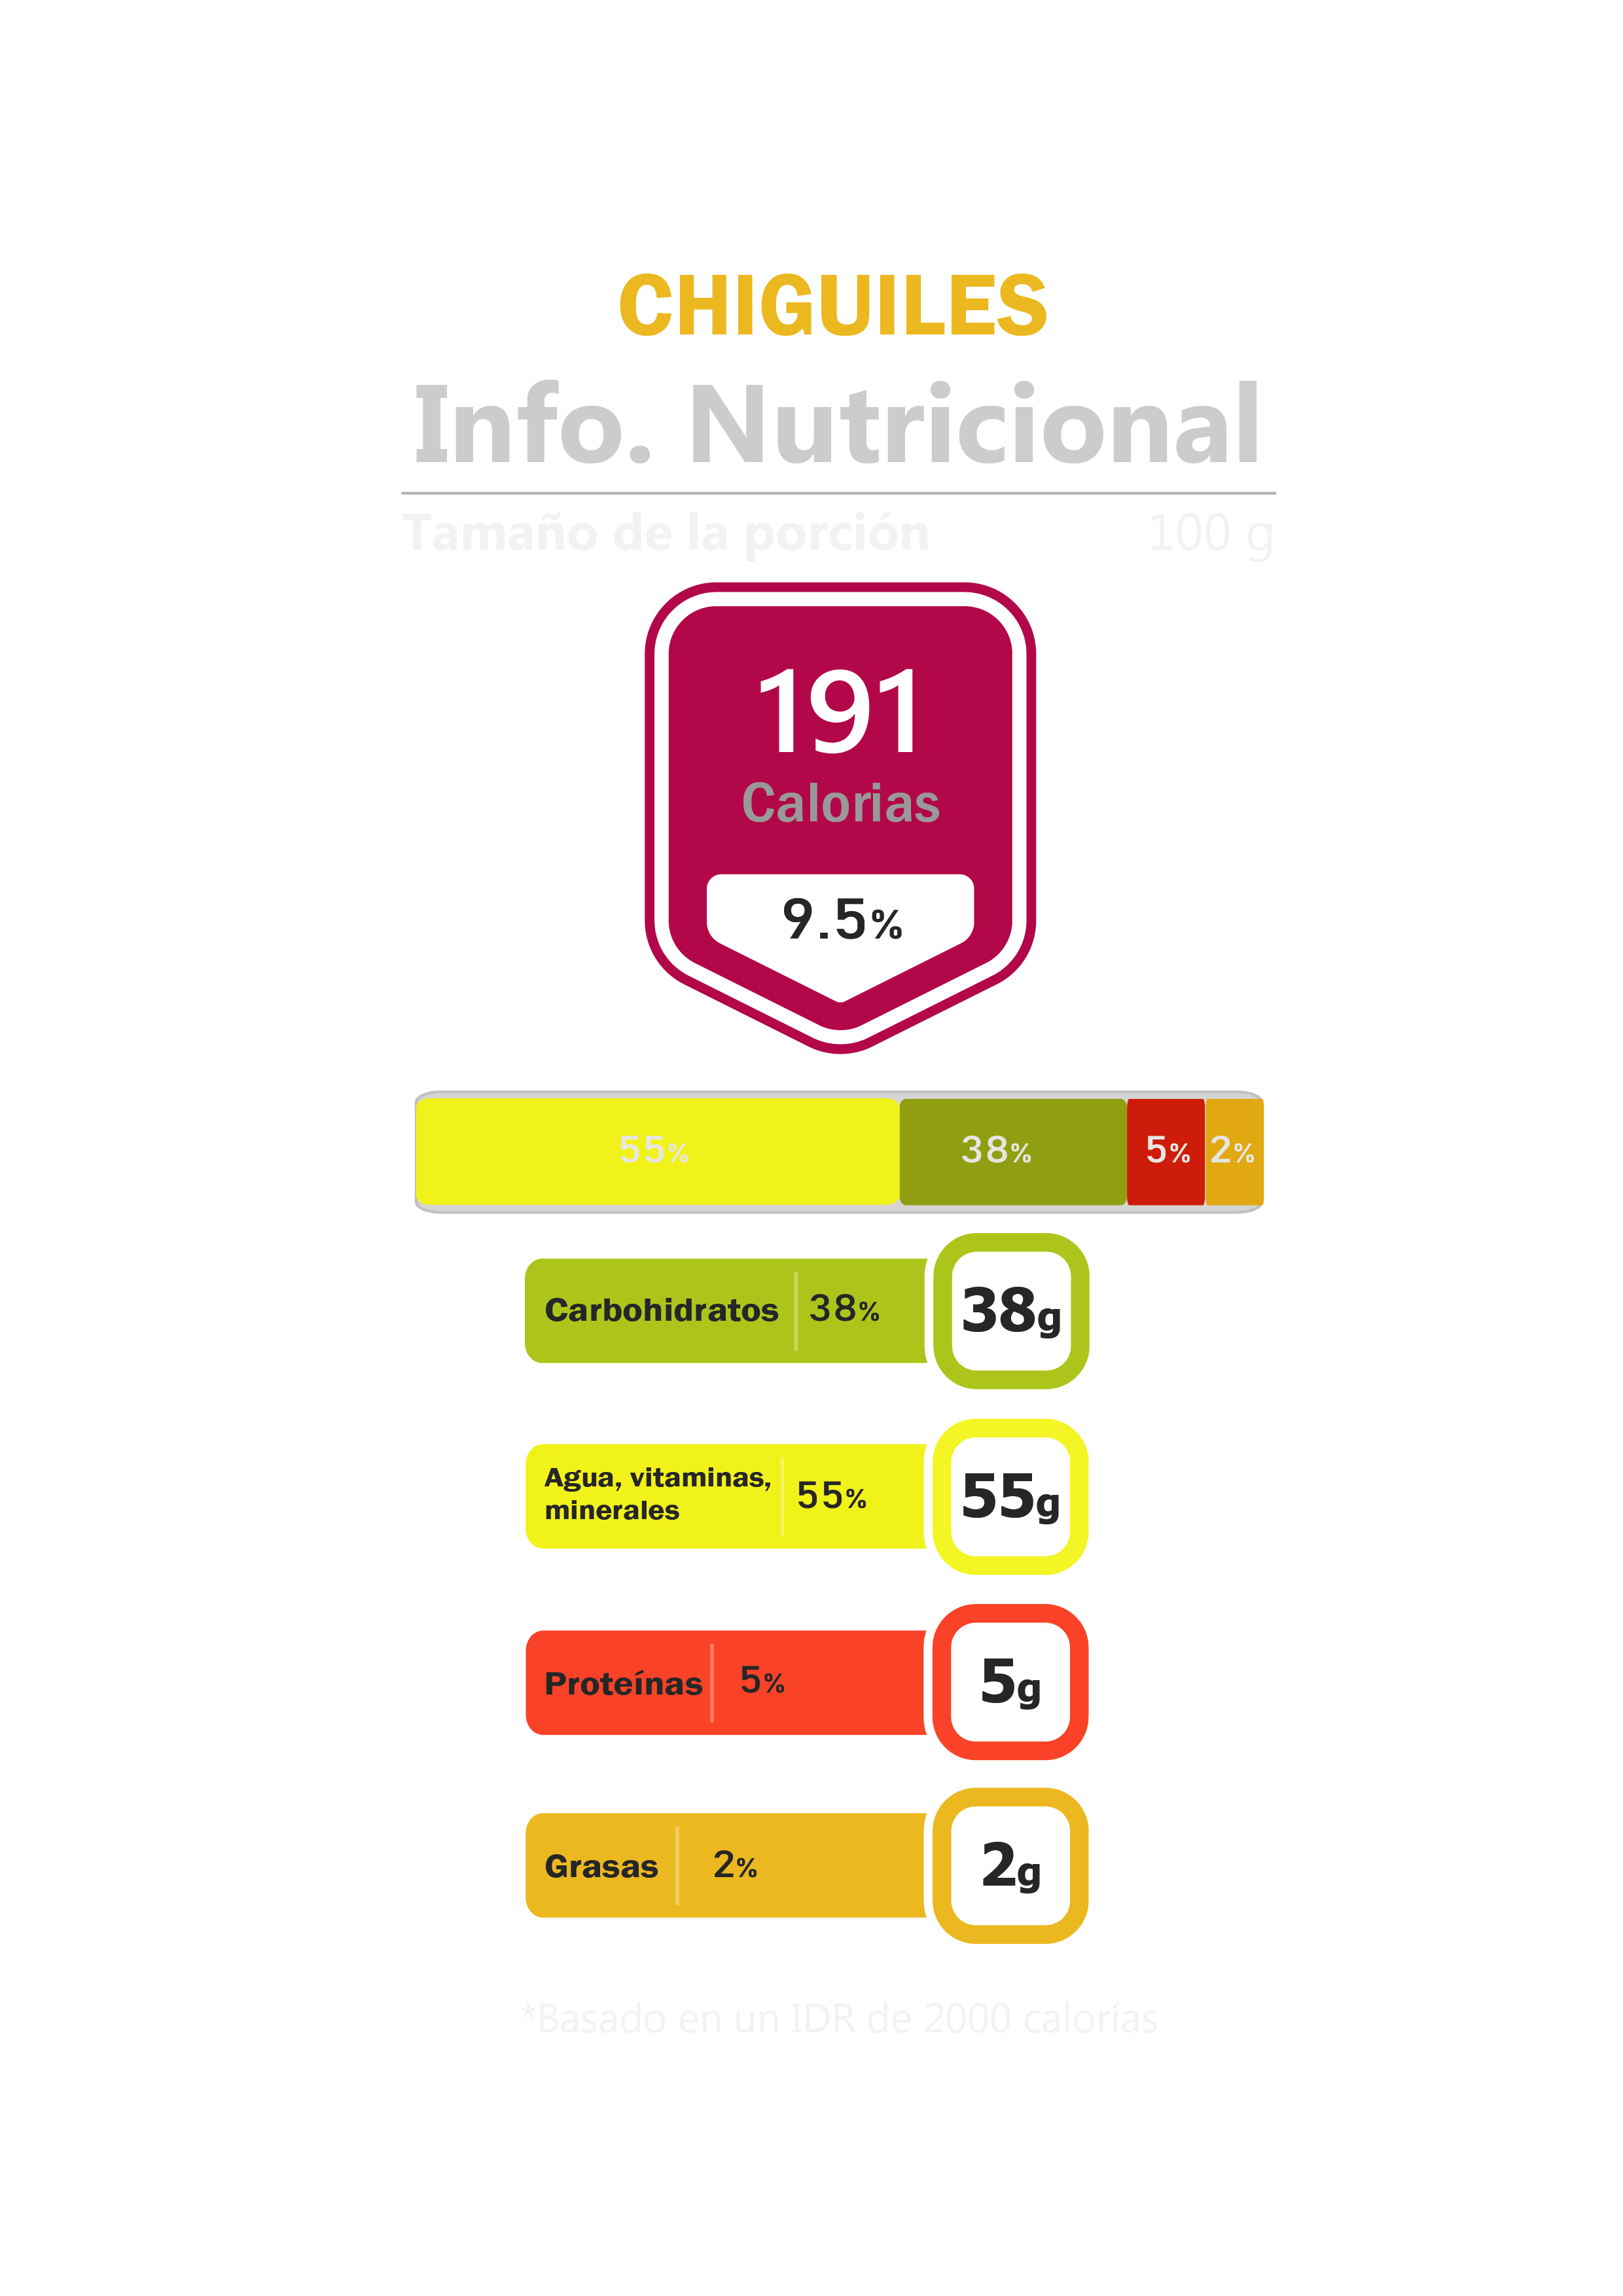 CHIGUILES
Info. Nutricional
Tamaño de la porción 100 g
191
Calorias
9.5%
55% 38% 5% 2%
Carbohidratos 38% 38g
Agua, vitaminas,
minerales 55% 55g
Proteínas 5% 5g
Grasas 2% 2g
*Basado en un IDR de 2000 calorías